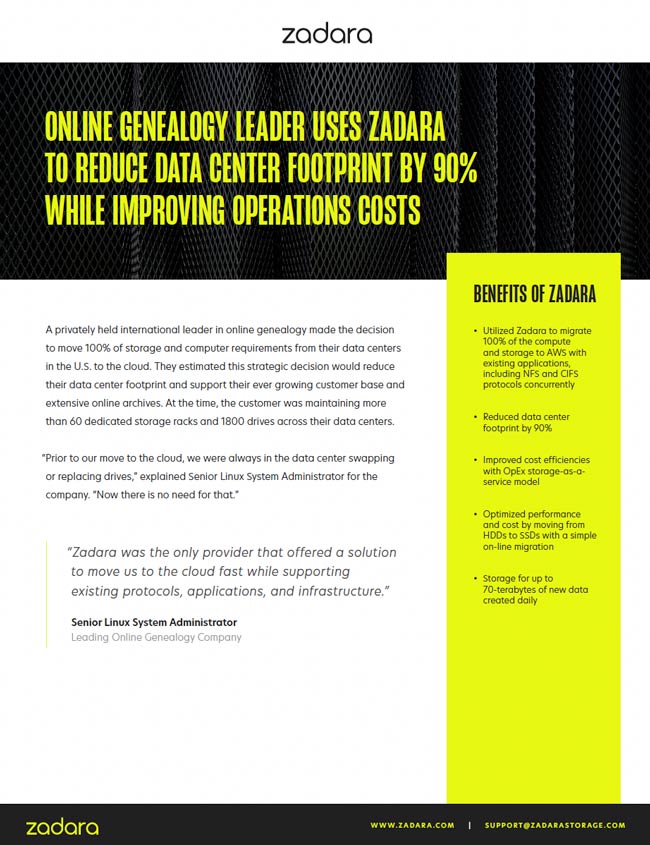 zadara
ONLINE GENEALOGY LEADER USES ZADARA
TO REDUCE DATA CENTER FOOTPRINT BY 90%
WHILE IMPROVING OPERATIONS COSTS
A privately held international leader in online genealogy made the decision
to move 100% of storage and computer requirements from their data centers
in the U.S. to the cloud. They estimated this strategic decision would reduce
their data center footprint and support their ever growing customer base and
extensive online archives. At the time, the customer was maintaining more
than 60 dedicated storage racks and 1800 drives across their data centers.
“Prior to our move to the cloud, we were always in the data center swapping
or replacing drives,” explained Senior Linux System Administrator for the
company. “Now there is no need for that.”
“Zadara was the only provider that offered a solution
to move us to the cloud fast while supporting
existing protocols, applications, and infrastructure.”
Senior Linux System Administrator
Leading Online Genealogy Company
BENEFITS OF ZADARA
• Utilized Zadara to migrate
100% of the compute
and storage to AWS with
existing applications,
including NFS and CIFS
protocols concurrently
• Reduced data center
footprint by 90%
• Improved cost efficiencies
with OpEx storage-as-a-
service model
• Optimized performance
and cost by moving from
HDDs to SSDs with a simple
on-line migration
• Storage for up to
70-terabytes of new data
created daily
zadara
WWW.ZADARA.COM | SUPPORT@ZADARASTORAGE.COM